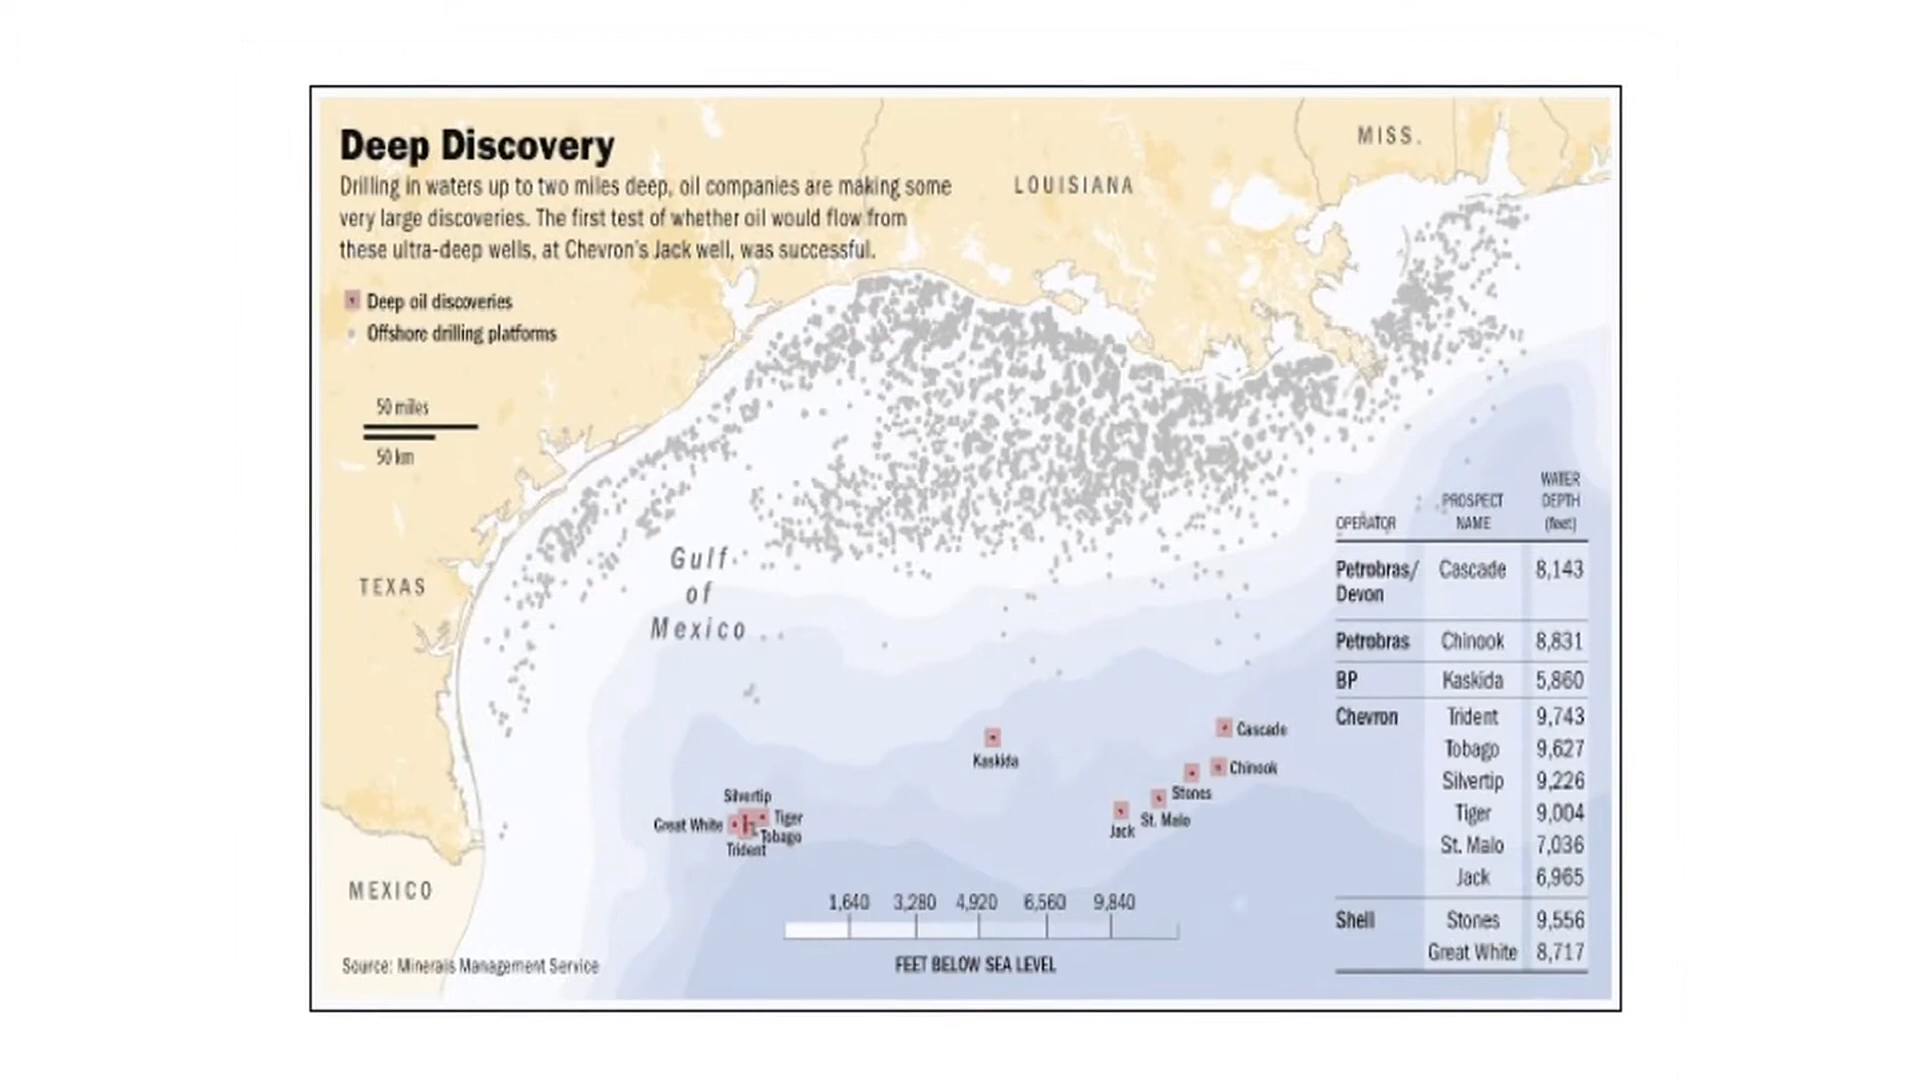 Deep Discovery
Drilling in waters up to two miles deep, oil companies are making some
very large discoveries. The first test of whether oil would flow from
these ultra-deep wells, at Chevron's Jack well, was successful.
Deep oil discoveries
Offshore drilling platforms
50 miles
50 km
LOUISIANA
MISS.
TEXAS
MEXICO
Gulf
of
Mexico
Kaskida
Cascade
Chinook
Stones
St. Malo
Jack
Silvertip
Great White
Tiger
Tobago
Trident
1,640 3,280 4,920 6,560 9,840
FEET BELOW SEA LEVEL
Source: Minerals Management Service
OPERATOR PROSPECT NAME WATER DEPTH (feet)
Petrobras/ Cascade 8,143
Devon
Petrobras Chinook 8,831
BP Kaskida 5,860
Chevron Trident 9,743
Tobago 9,627
Silvertip 9,226
Tiger 9,004
St. Malo 7,036
Jack 6,965
Shell Stones 9,556
Great White 8,717